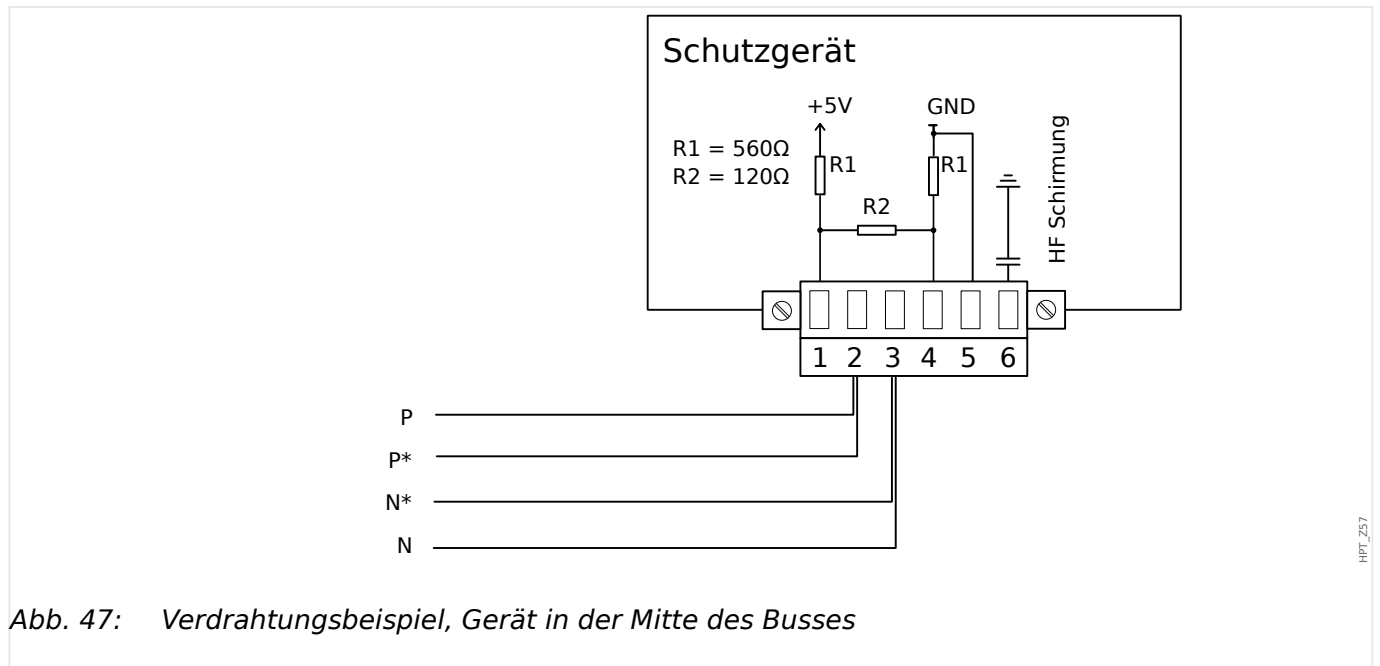 Schutzgerät
+5V
GND
R1 = 560Ω
R2 = 120Ω
R1
R1
R2
HF Schirmung
1 2 3 4 5 6
P
P*
N*
N
HPT_Z57
Abb. 47: Verdrahtungsbeispiel, Gerät in der Mitte des Busses